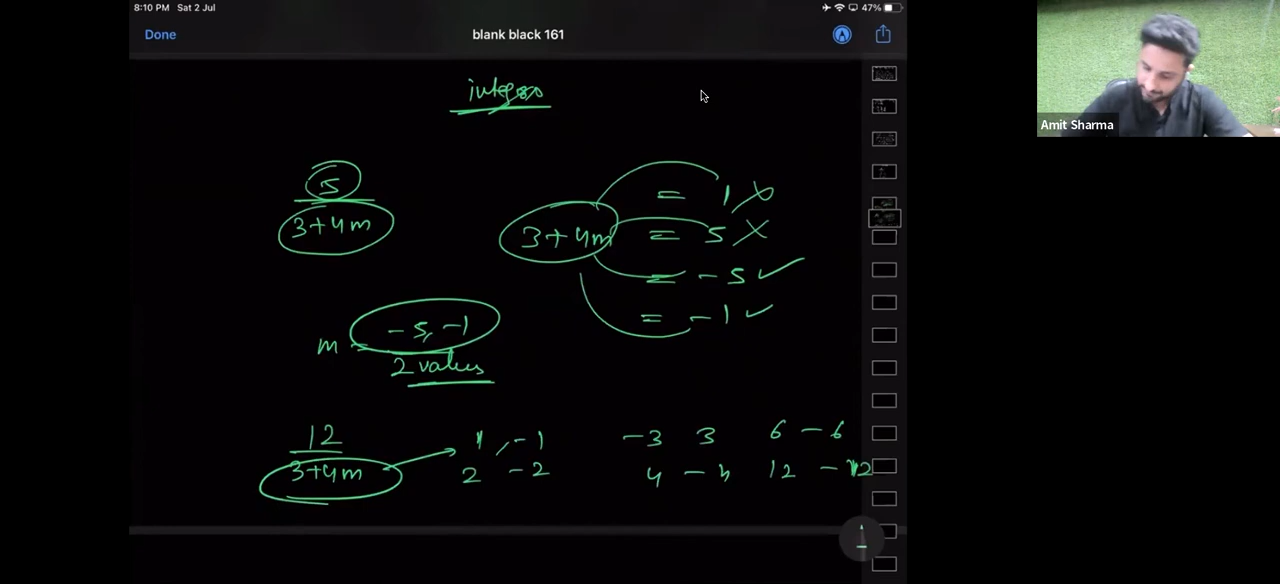 8:10 PM Sat 2 Jul
47%
Done
blank black 161
integers
5
3+4m
3+4m = 1 X
= 5 X
= -5 ✓
= -1 ✓
m = -5, -1
2 values
12
3+4m
1, -1 -3 3 6 -6
2 -2 4 -4 12 -12
Amit Sharma